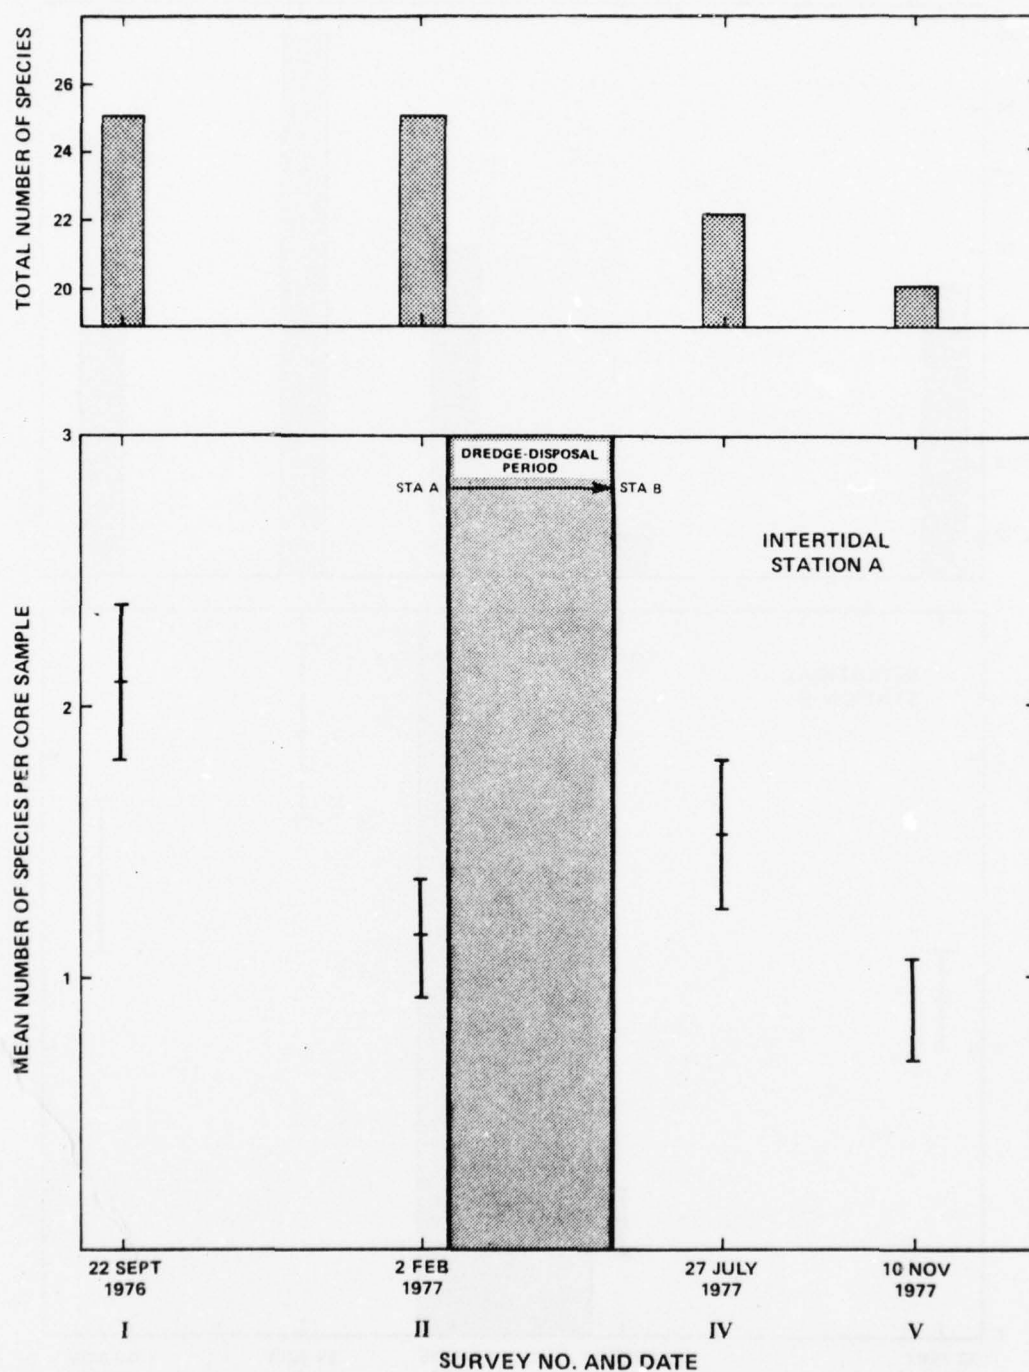 TOTAL NUMBER OF SPECIES
26
24
22
20
MEAN NUMBER OF SPECIES PER CORE SAMPLE
3
2
1
DREDGE-DISPOSAL
PERIOD
STA A
STA B
INTERTIDAL
STATION A
22 SEPT
1976
I
2 FEB
1977
II
27 JULY
1977
IV
10 NOV
1977
V
SURVEY NO. AND DATE